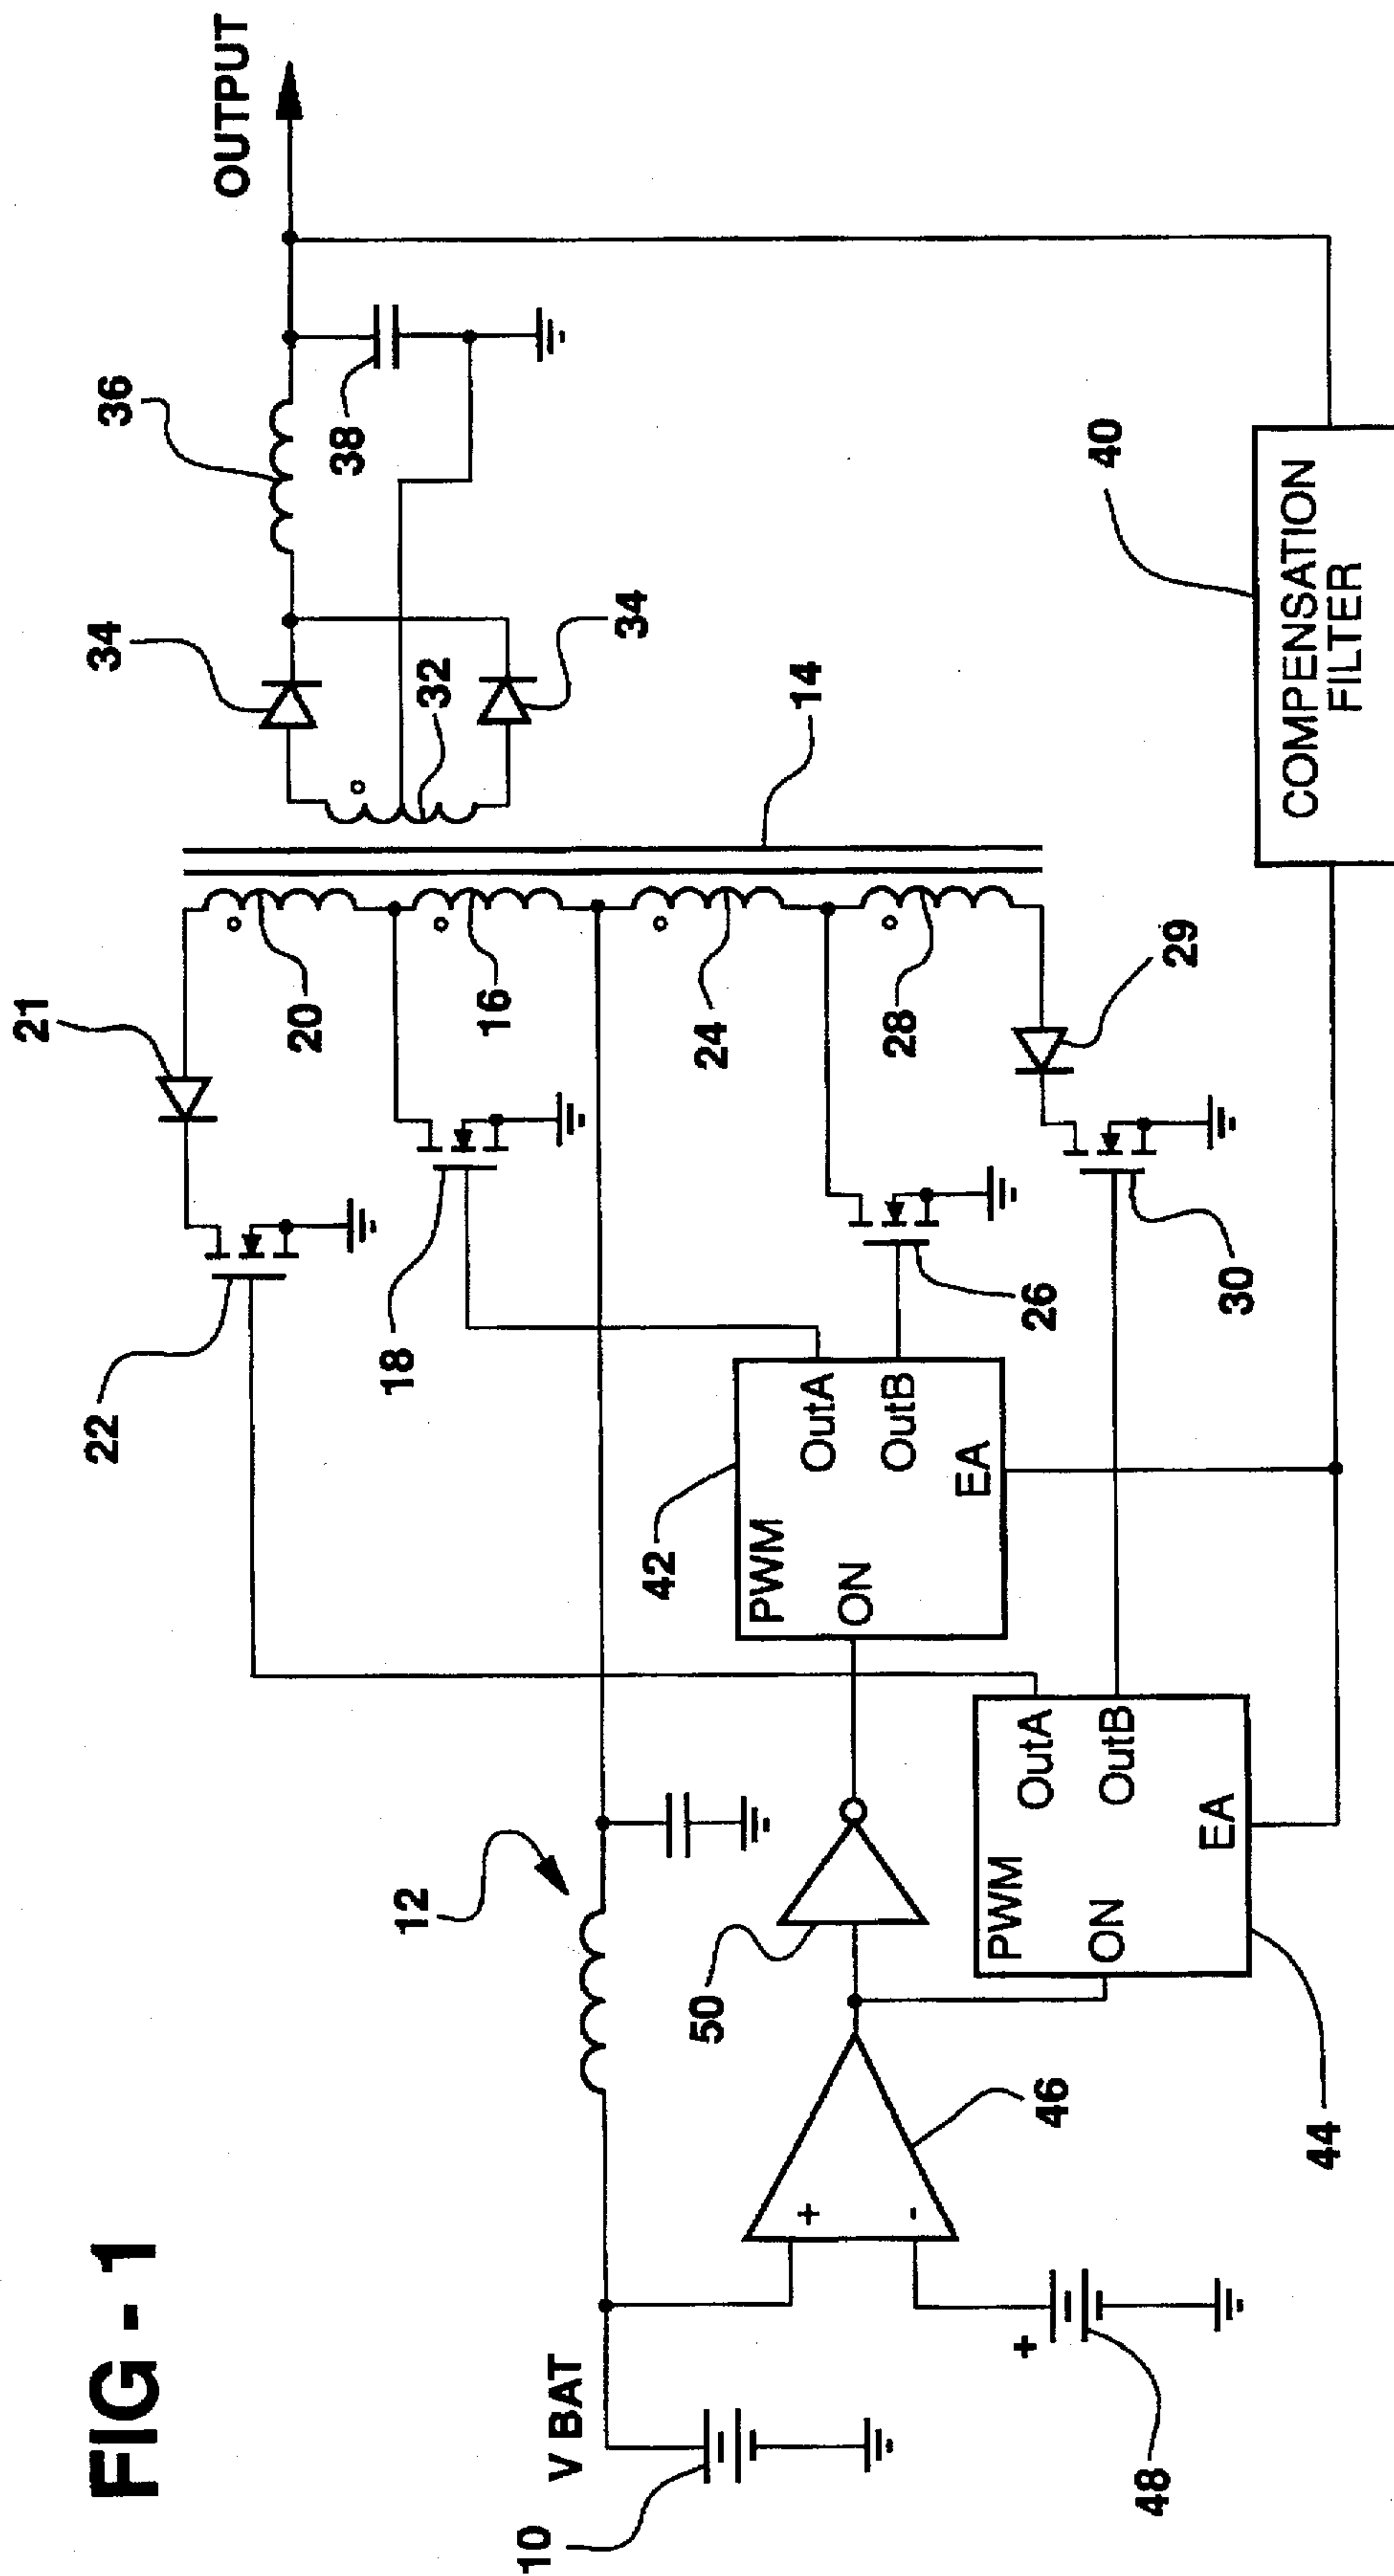 FIG - 1
OUTPUT
36
34
38
21
20
32
34
22
16
14
18
12
24
V BAT
28
29
10
42
PWM
OutA
OutB
ON
EA
26
40
COMPENSATION
FILTER
50
30
+
-
46
PWM
OutA
OutB
ON
EA
+
48
44